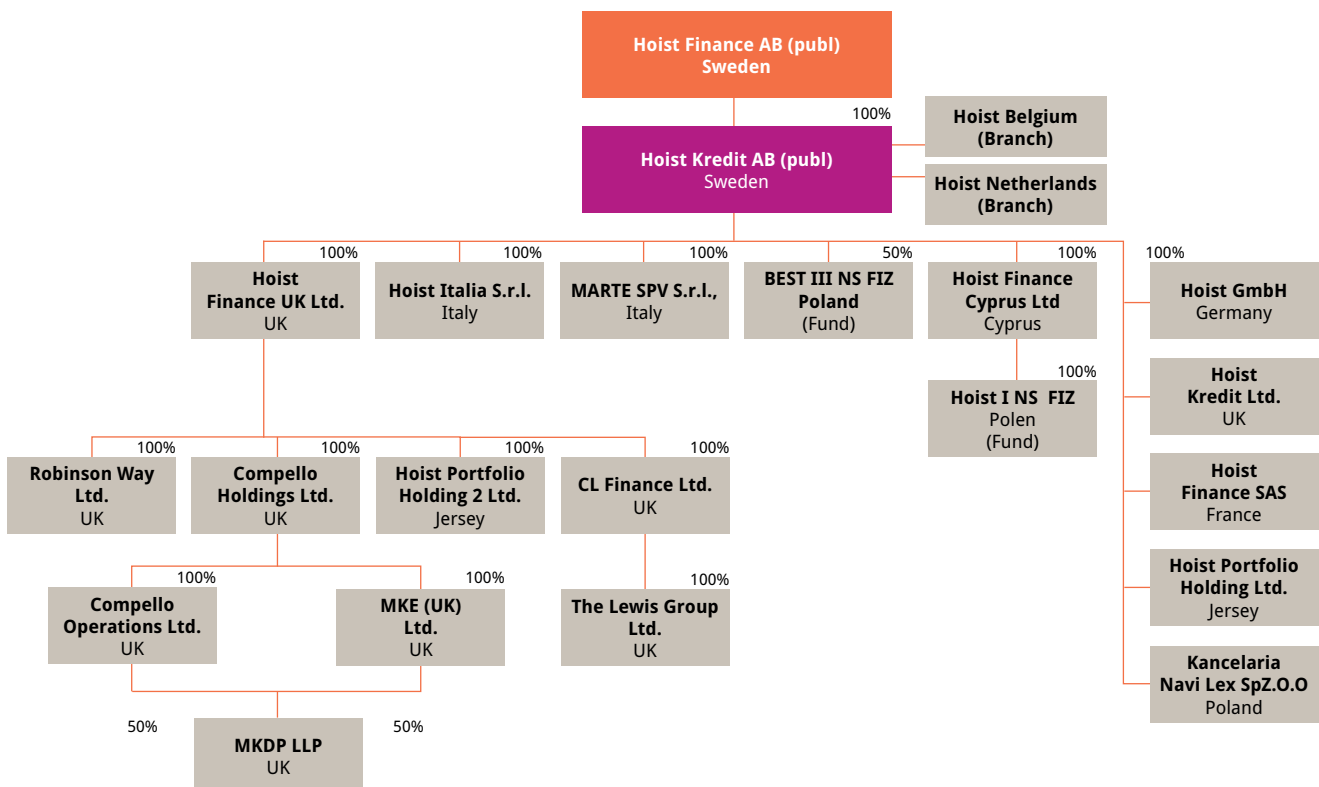 Hoist Finance AB (publ)
Sweden
100%
Hoist Kredit AB (publ)
Sweden
Hoist Belgium
(Branch)
Hoist Netherlands
(Branch)
100%
Hoist
Finance UK Ltd.
UK
100%
Hoist Italia S.r.l.
Italy
100%
MARTE SPV S.r.l.,
Italy
50%
BEST III NS FIZ
Poland
(Fund)
100%
Hoist Finance
Cyprus Ltd
Cyprus
100%
Hoist GmbH
Germany
100%
Hoist I NS  FIZ
Polen
(Fund)
Hoist
Kredit Ltd.
UK
Hoist
Finance SAS
France
Hoist Portfolio
Holding Ltd.
Jersey
Kancelaria
Navi Lex SpZ.O.O
Poland
100%
Robinson Way
Ltd.
UK
100%
Compello
Holdings Ltd.
UK
100%
Hoist Portfolio
Holding 2 Ltd.
Jersey
100%
CL Finance Ltd.
UK
100%
Compello
Operations Ltd.
UK
100%
MKE (UK)
Ltd.
UK
100%
The Lewis Group
Ltd.
UK
50%
50%
MKDP LLP
UK